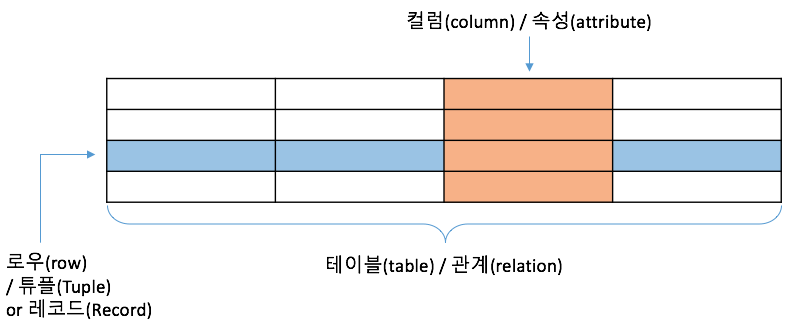 컬럼(column) / 속성(attribute)
로우(row)
/ 튜플(Tuple)
or 레코드(Record)
테이블(table) / 관계(relation)